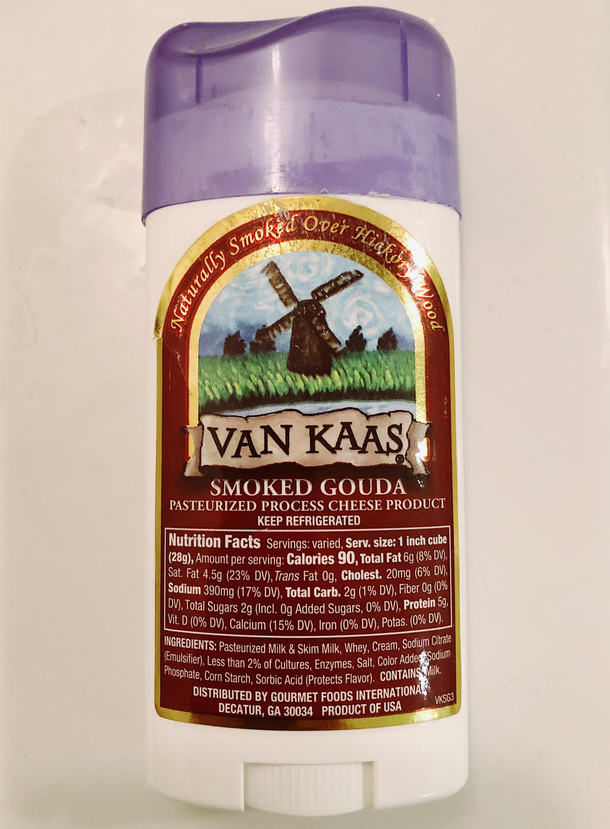 Naturally Smoked Over Hickory Wood
VAN KAAS®
SMOKED GOUDA
PASTEURIZED PROCESS CHEESE PRODUCT
KEEP REFRIGERATED
Nutrition Facts Servings: varied, Serv. size: 1 inch cube
(28g), Amount per serving: Calories 90, Total Fat 6g (8% DV),
Sat. Fat 4.5g (23% DV), Trans Fat 0g, Cholest. 20mg (6% DV),
Sodium 390mg (17% DV), Total Carb. 2g (1% DV), Fiber 0g (0%
DV), Total Sugars 2g (Incl. 0g Added Sugars, 0% DV), Protein 5g,
Vit. D (0% DV), Calcium (15% DV), Iron (0% DV), Potas. (0% DV).
INGREDIENTS: Pasteurized Milk & Skim Milk, Whey, Cream, Sodium Citrate
(Emulsifier), Less than 2% of Cultures, Enzymes, Salt, Color Added, Sodium
Phosphate, Corn Starch, Sorbic Acid (Protects Flavor). CONTAINS: Milk.
DISTRIBUTED BY GOURMET FOODS INTERNATIONAL
DECATUR, GA 30034 PRODUCT OF USA
VKSG3